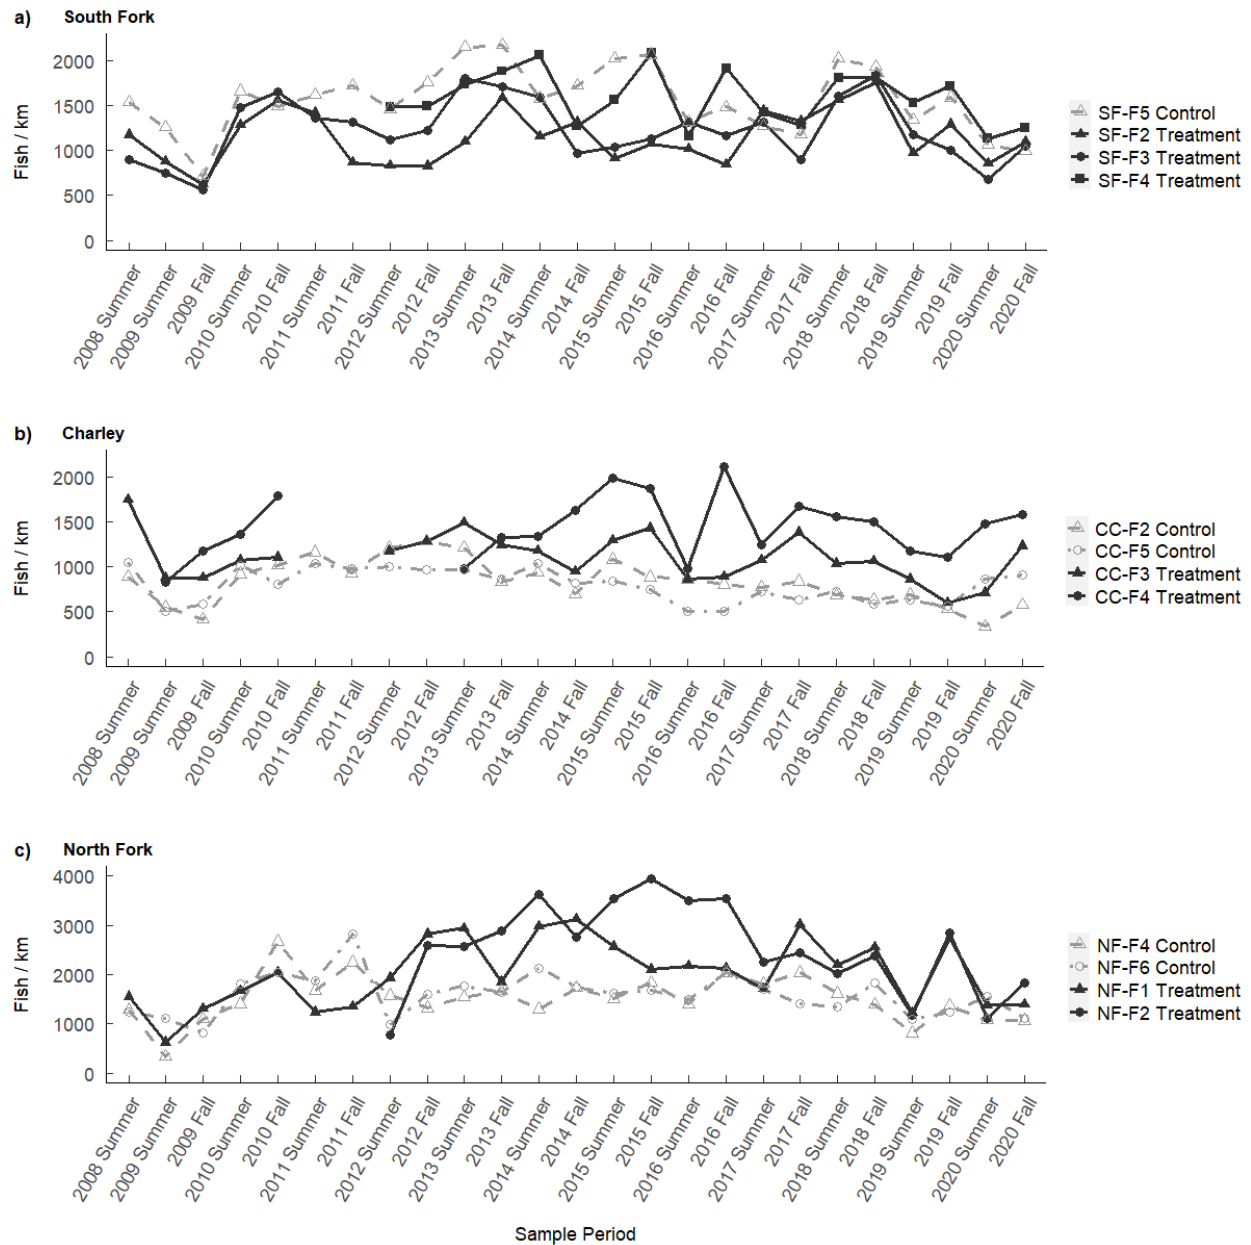 a) South Fork
Fish / km
2000
1500
1000
500
0
2008 Summer
2009 Summer
2009 Fall
2010 Summer
2010 Fall
2011 Summer
2011 Fall
2012 Summer
2012 Fall
2013 Summer
2013 Fall
2014 Summer
2014 Fall
2015 Summer
2015 Fall
2016 Summer
2016 Fall
2017 Summer
2017 Fall
2018 Summer
2018 Fall
2019 Summer
2019 Fall
2020 Summer
2020 Fall
SF-F5 Control
SF-F2 Treatment
SF-F3 Treatment
SF-F4 Treatment
b) Charley
Fish / km
2000
1500
1000
500
0
2008 Summer
2009 Summer
2009 Fall
2010 Summer
2010 Fall
2011 Summer
2011 Fall
2012 Summer
2012 Fall
2013 Summer
2013 Fall
2014 Summer
2014 Fall
2015 Summer
2015 Fall
2016 Summer
2016 Fall
2017 Summer
2017 Fall
2018 Summer
2018 Fall
2019 Summer
2019 Fall
2020 Summer
2020 Fall
CC-F2 Control
CC-F5 Control
CC-F3 Treatment
CC-F4 Treatment
c) North Fork
Fish / km
4000
3000
2000
1000
0
2008 Summer
2009 Summer
2009 Fall
2010 Summer
2010 Fall
2011 Summer
2011 Fall
2012 Summer
2012 Fall
2013 Summer
2013 Fall
2014 Summer
2014 Fall
2015 Summer
2015 Fall
2016 Summer
2016 Fall
2017 Summer
2017 Fall
2018 Summer
2018 Fall
2019 Summer
2019 Fall
2020 Summer
2020 Fall
NF-F4 Control
NF-F6 Control
NF-F1 Treatment
NF-F2 Treatment
Sample Period